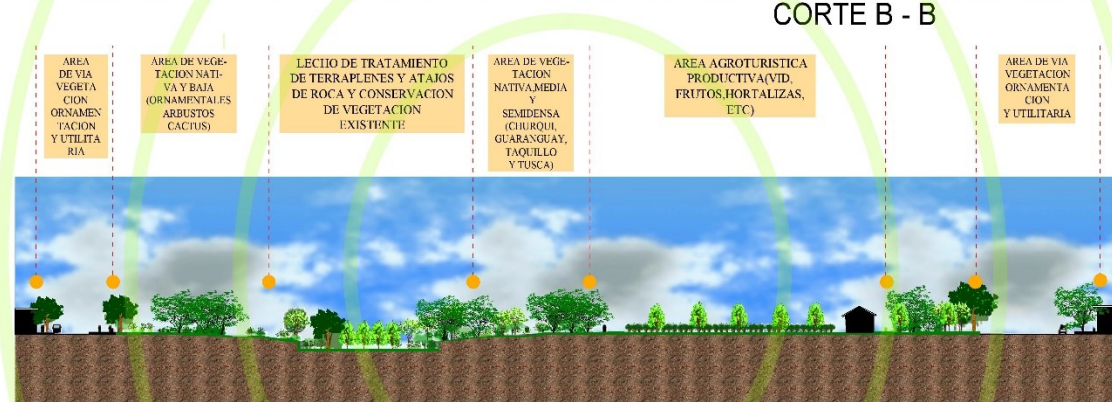 CORTE B - B
AREA
DE VIA
VEGETA
CION
ORNAMEN
TACION
Y UTILITA
RIA
AREA DE VEGE-
TACION NATI-
VA Y BAJA
(ORNAMENTALES
ARBUSTOS
CACTUS)
LECHO DE TRATAMIENTO
DE TERRAPLENES Y ATAJOS
DE ROCA Y CONSERVACION
DE VEGETACION
EXISTENTE
AREA DE VEGE-
TACION
NATIVA,MEDIA
Y
SEMIDENSA
(CHURQUI,
GUARANGUAY,
TAQUILLO
Y TUSCA)
AREA AGROTURISTICA
PRODUCTIVA(VID,
FRUTOS,HORTALIZAS,
ETC)
AREA DE VIA
VEGETACION
ORNAMENTA
CION
Y UTILITARIA